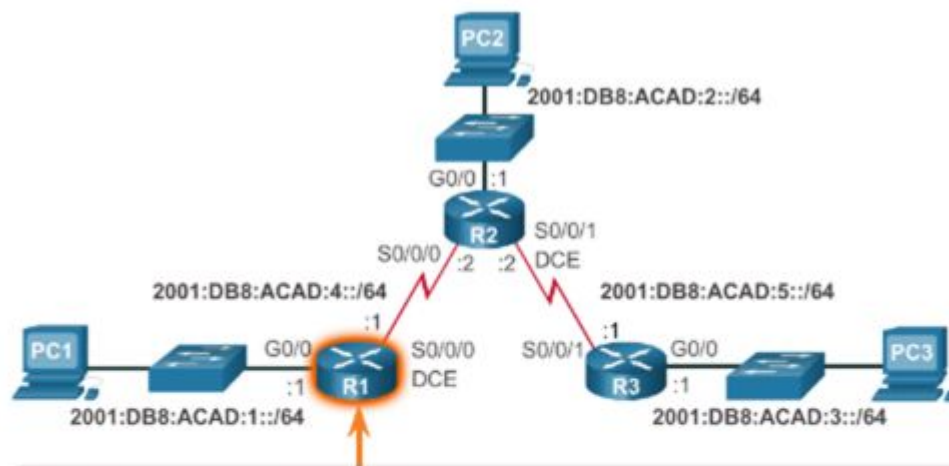 PC2
2001:DB8:ACAD:2::/64
G0/0 :1
R2
S0/0/1
S0/0/0
:2 :2 DCE
2001:DB8:ACAD:4::/64
2001:DB8:ACAD:5::/64
:1
:1
PC1
G0/0
S0/0/0
S0/0/1
G0/0
PC3
:1
R1
DCE
R3
:1
2001:DB8:ACAD:1::/64
2001:DB8:ACAD:3::/64